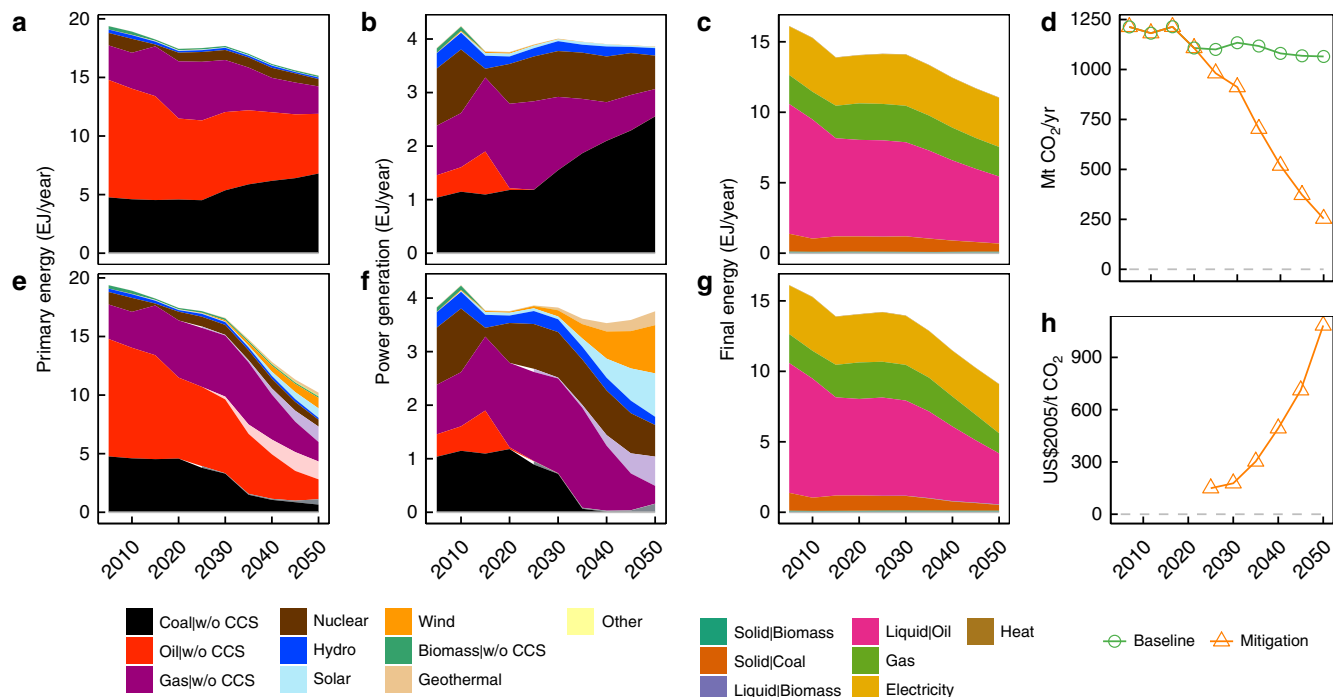 a
b
c
d
20
15
10
5
0
Primary energy (EJ/year)
4
3
2
1
0
Power generation (EJ/year)
15
10
5
0
Final energy (EJ/year)
1250
1000
750
500
250
0
Mt CO2/yr
e
f
g
h
20
15
10
5
0
4
3
2
1
0
15
10
5
0
900
600
300
0
US$2005/t CO2
2010 2020 2030 2040 2050
2010 2020 2030 2040 2050
2010 2020 2030 2040 2050
2010 2020 2030 2040 2050
Coal|w/o CCS
Oil|w/o CCS
Gas|w/o CCS
Nuclear
Hydro
Solar
Wind
Biomass|w/o CCS
Geothermal
Other
Solid|Biomass
Solid|Coal
Liquid|Biomass
Liquid|Oil
Gas
Electricity
Heat
Baseline
Mitigation